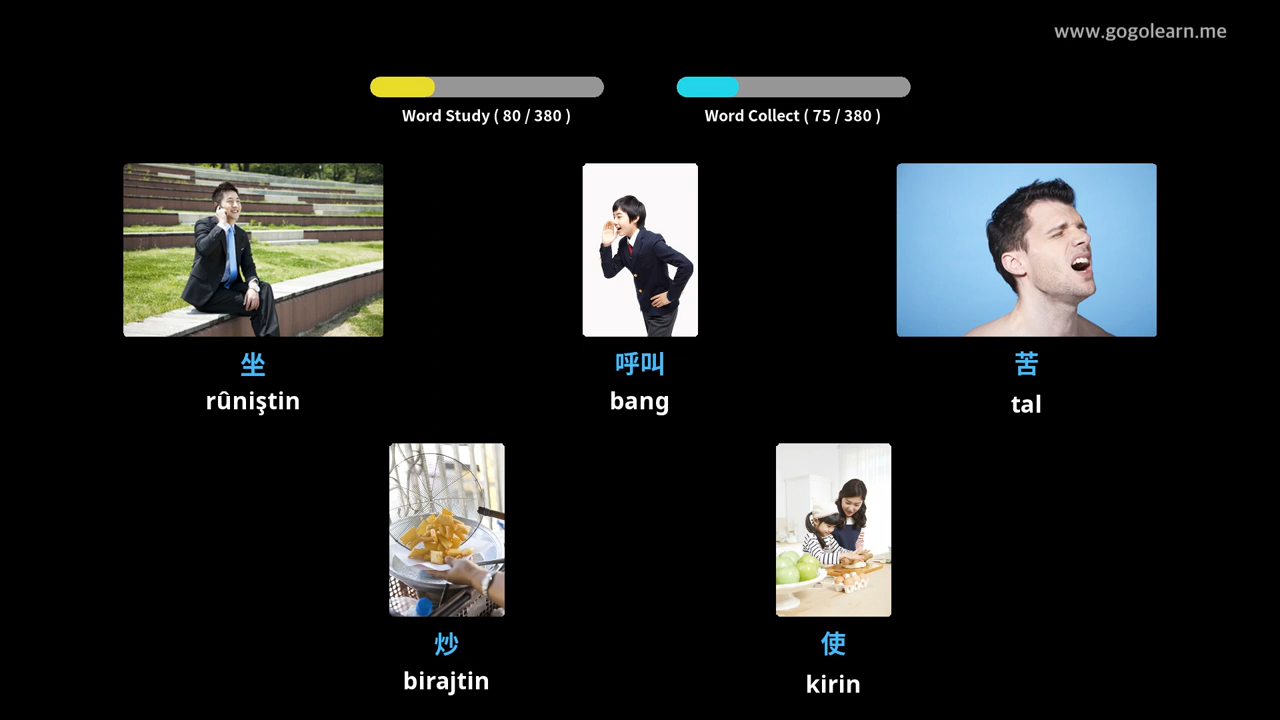 www.gogolearn.me
Word Study ( 80 / 380 )
Word Collect ( 75 / 380 )
坐
rûniştin
呼叫
bang
苦
tal
炒
birajtin
使
kirin